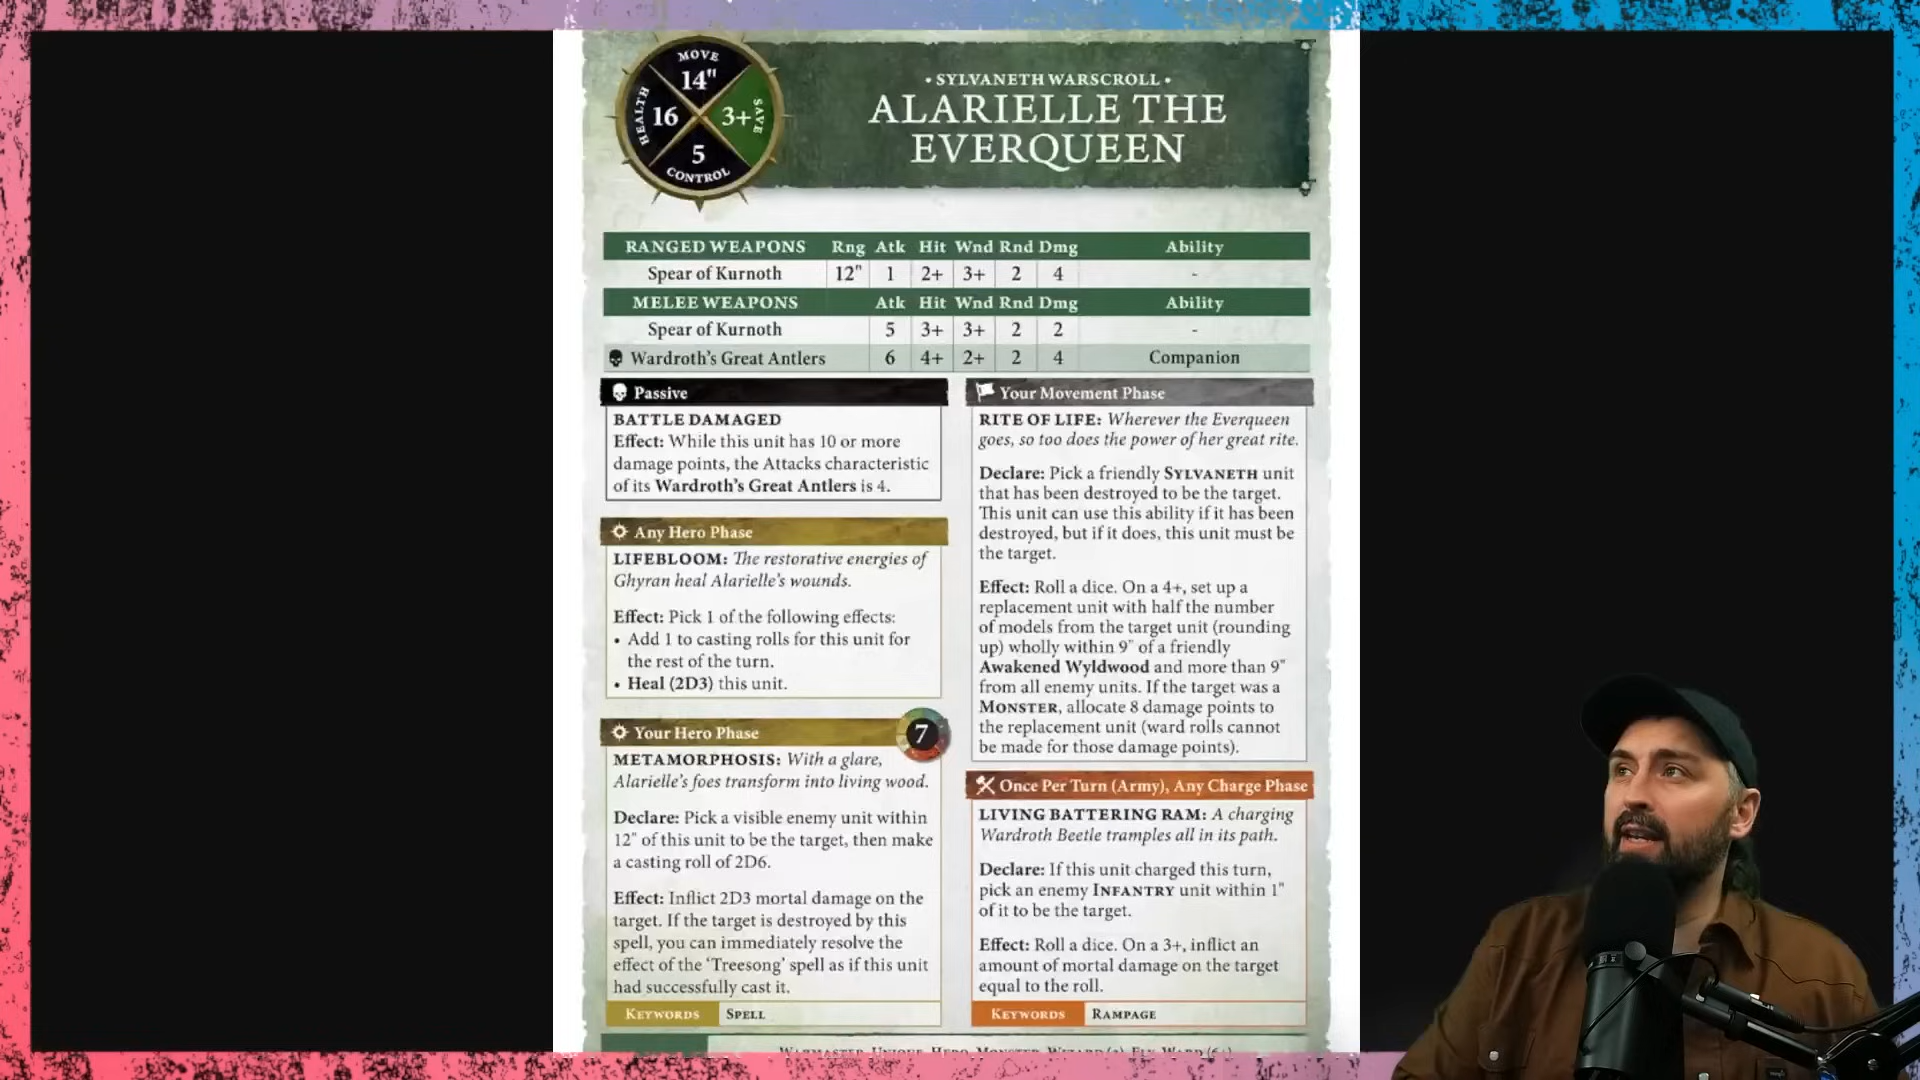 MOVE
14"
HEALTH
16
3+
SAVE
5
CONTROL
• SYLVANETH WARSCROLL •
ALARIELLE THE
EVERQUEEN
RANGED WEAPONS Rng Atk Hit Wnd Rnd Dmg Ability
Spear of Kurnoth 12" 1 2+ 3+ 2 4 -
MELEE WEAPONS Atk Hit Wnd Rnd Dmg Ability
Spear of Kurnoth 5 3+ 3+ 2 2 -
Wardroth's Great Antlers 6 4+ 2+ 2 4 Companion
Passive
BATTLE DAMAGED
Effect: While this unit has 10 or more
damage points, the Attacks characteristic
of its Wardroth's Great Antlers is 4.
Any Hero Phase
LIFEBLOOM: The restorative energies of
Ghyran heal Alarielle's wounds.
Effect: Pick 1 of the following effects:
• Add 1 to casting rolls for this unit for
the rest of the turn.
• Heal (2D3) this unit.
Your Hero Phase
7
METAMORPHOSIS: With a glare,
Alarielle's foes transform into living wood.
Declare: Pick a visible enemy unit within
12" of this unit to be the target, then make
a casting roll of 2D6.
Effect: Inflict 2D3 mortal damage on the
target. If the target is destroyed by this
spell, you can immediately resolve the
effect of the 'Treesong' spell as if this unit
had successfully cast it.
KEYWORDS SPELL
Your Movement Phase
RITE OF LIFE: Wherever the Everqueen
goes, so too does the power of her great rite.
Declare: Pick a friendly SYLVANETH unit
that has been destroyed to be the target.
This unit can use this ability if it has been
destroyed, but if it does, this unit must be
the target.
Effect: Roll a dice. On a 4+, set up a
replacement unit with half the number
of models from the target unit (rounding
up) wholly within 9" of a friendly
Awakened Wyldwood and more than 9"
from all enemy units. If the target was a
MONSTER, allocate 8 damage points to
the replacement unit (ward rolls cannot
be made for those damage points).
Once Per Turn (Army), Any Charge Phase
LIVING BATTERING RAM: A charging
Wardroth Beetle tramples all in its path.
Declare: If this unit charged this turn,
pick an enemy INFANTRY unit within 1"
of it to be the target.
Effect: Roll a dice. On a 3+, inflict an
amount of mortal damage on the target
equal to the roll.
KEYWORDS RAMPAGE